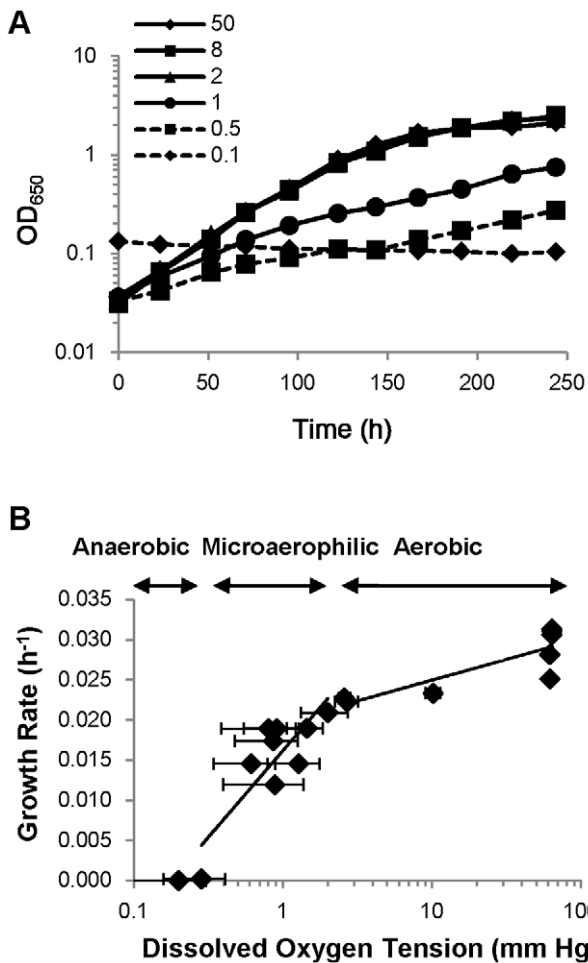 A
50
8
2
1
0.5
0.1
10
1
0.1
0.01
OD650
0 50 100 150 200 250
Time (h)
B
Anaerobic Microaerophilic Aerobic
0.035
0.030
0.025
0.020
0.015
0.010
0.005
0.000
Growth Rate (h-1)
0.1 1 10 100
Dissolved Oxygen Tension (mm Hg